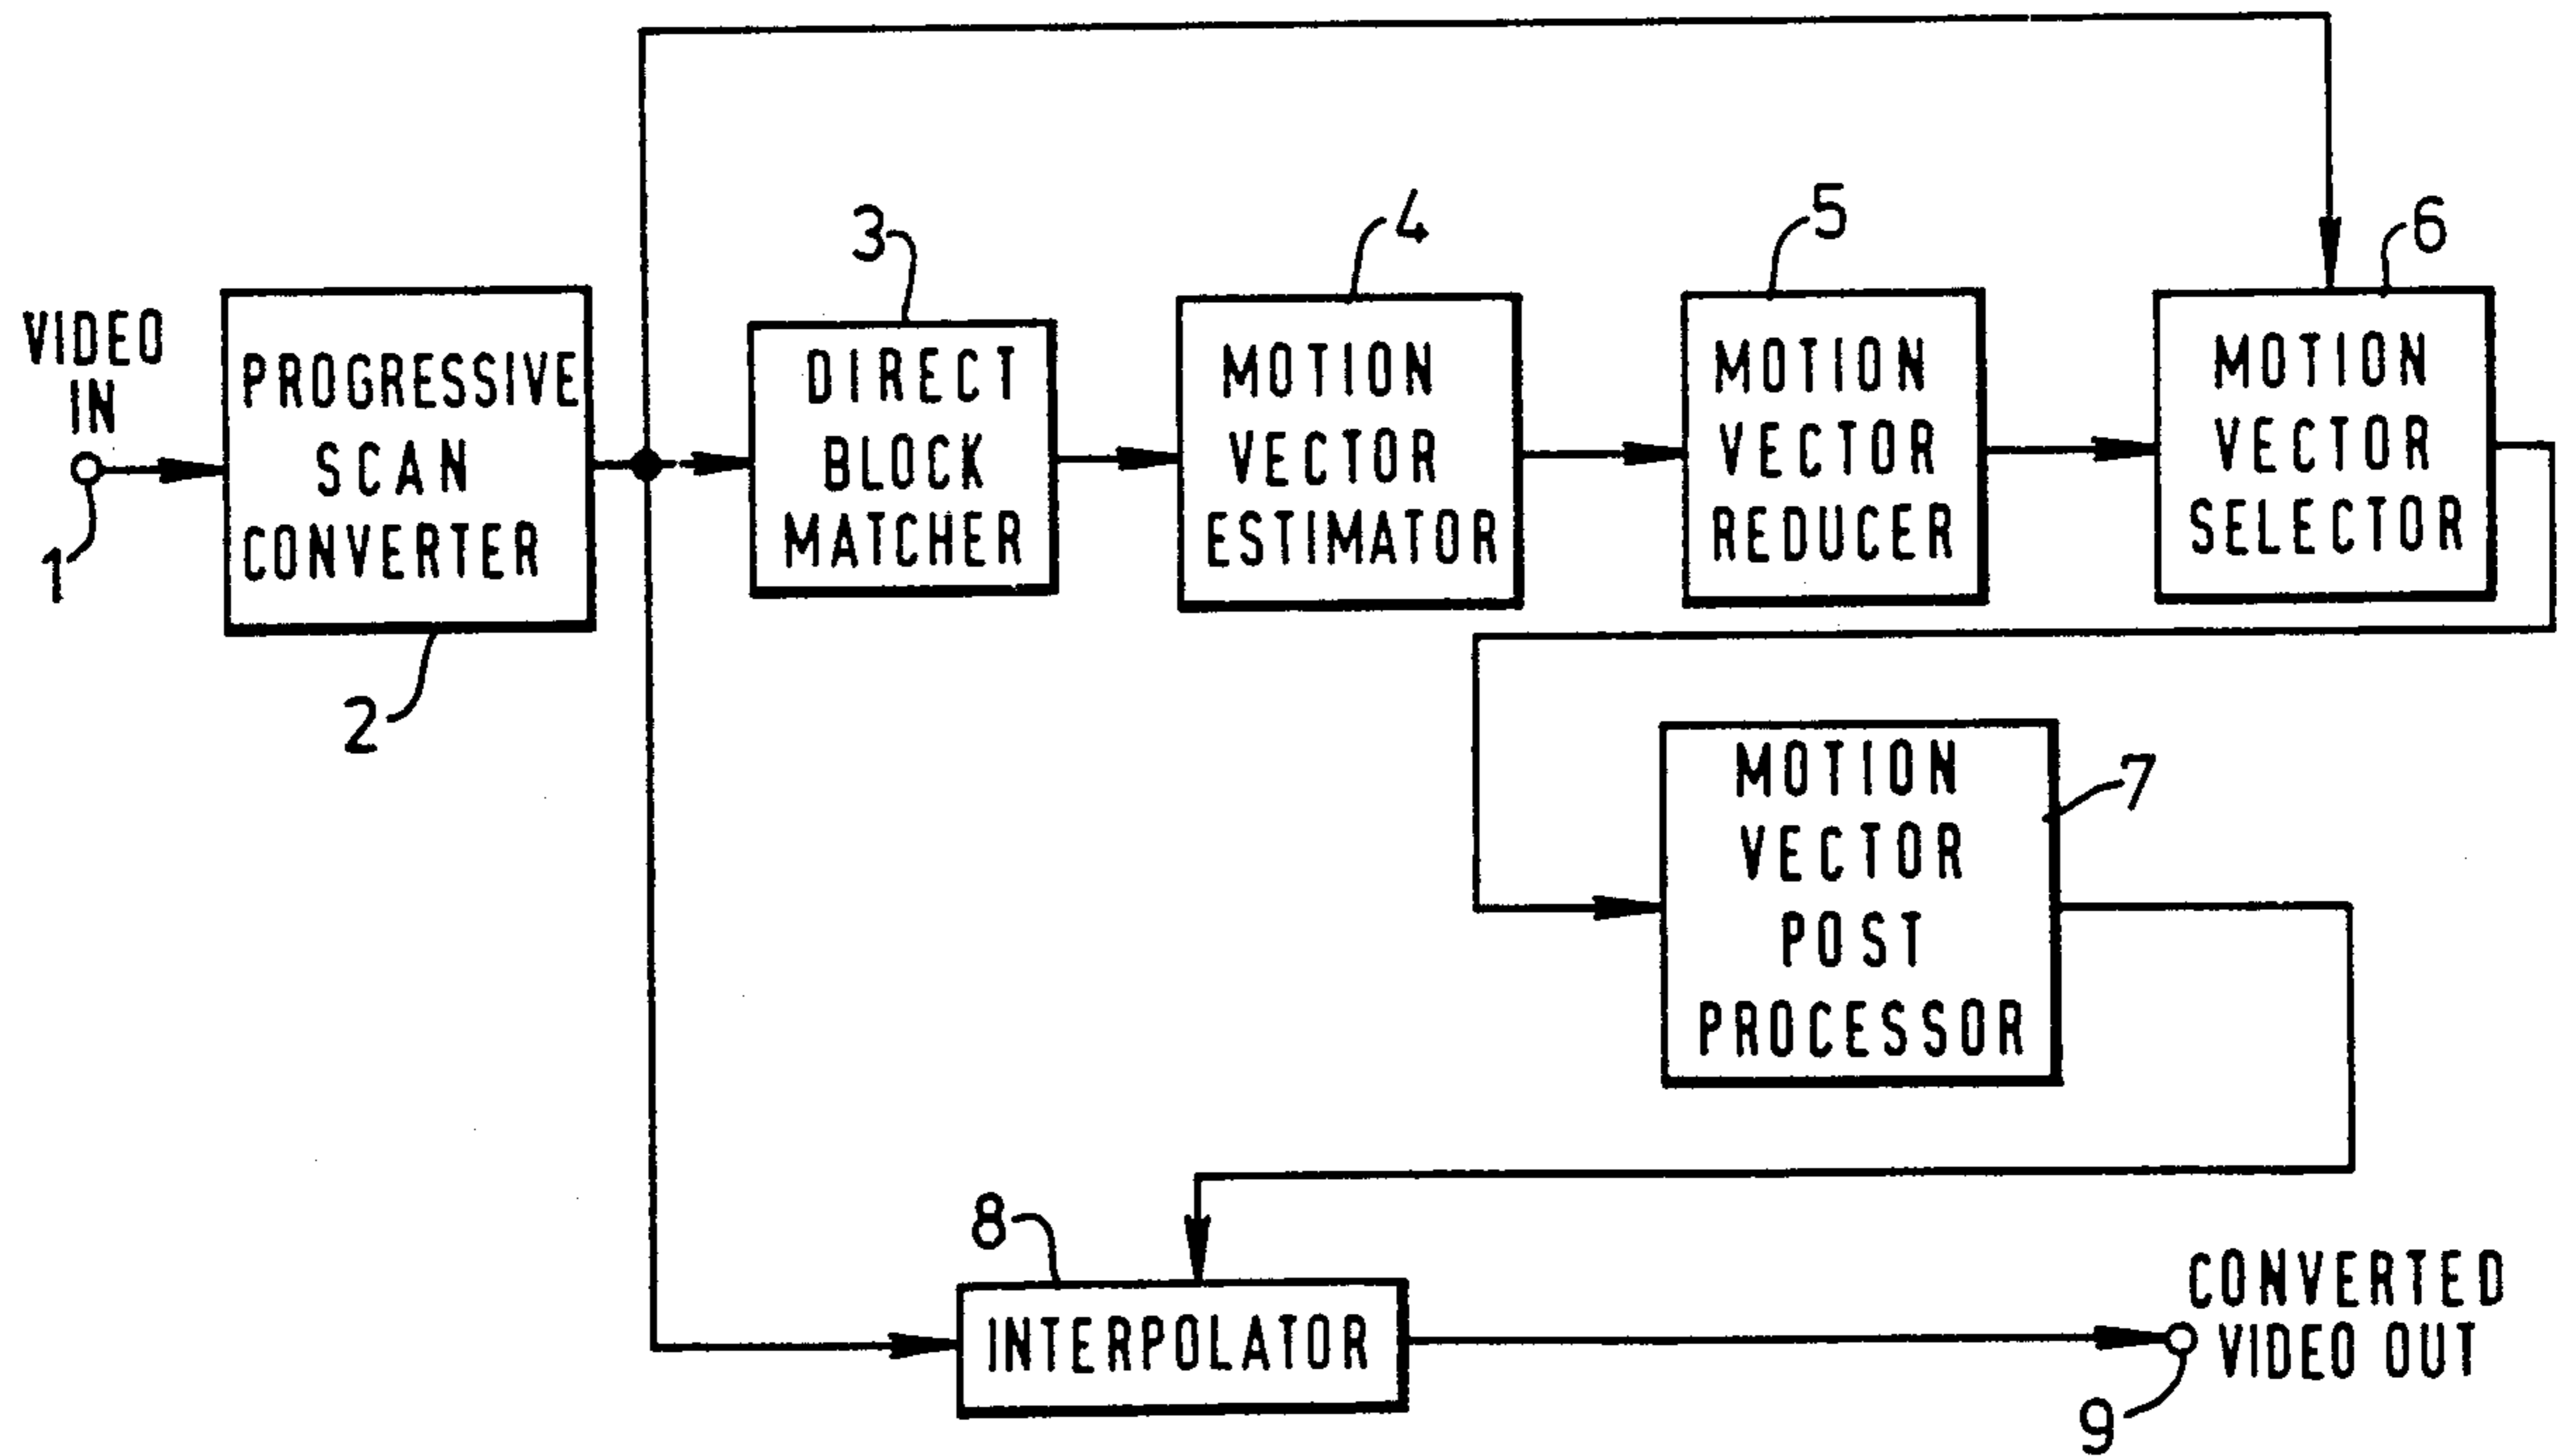 VIDEO
IN
1
PROGRESSIVE
SCAN
CONVERTER
2
3
DIRECT
BLOCK
MATCHER
4
MOTION
VECTOR
ESTIMATOR
5
MOTION
VECTOR
REDUCER
6
MOTION
VECTOR
SELECTOR
7
MOTION
VECTOR
POST
PROCESSOR
8
INTERPOLATOR
CONVERTED
VIDEO OUT
9